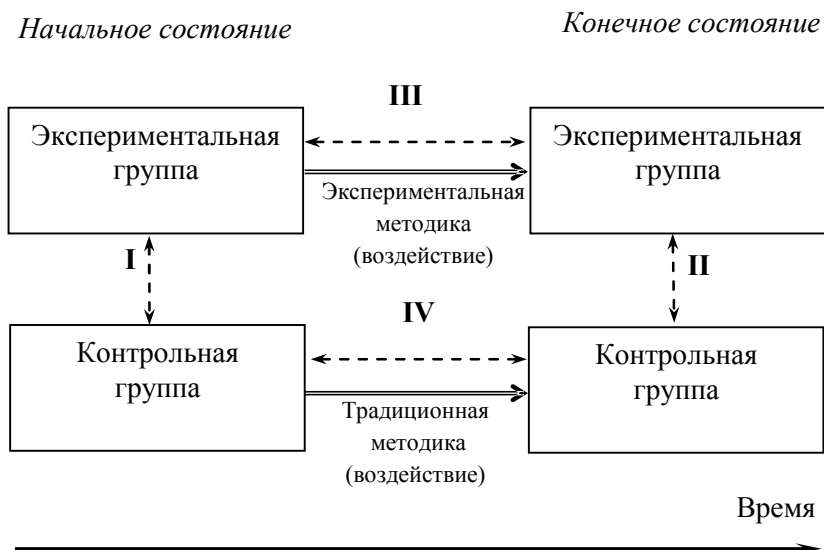 Начальное состояние
Конечное состояние
III
Экспериментальная
группа
Экспериментальная
группа
Экспериментальная
методика
(воздействие)
I
II
IV
Контрольная
группа
Контрольная
группа
Традиционная
методика
(воздействие)
Время